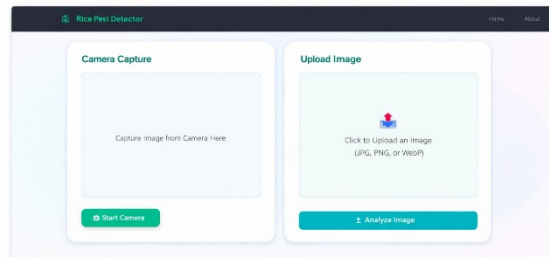 Rice Pest Detector
Home
About
Camera Capture
Capture Image from Camera Here
Start Camera
Upload Image
Click to Upload an Image
(JPG, PNG, or WebP)
Analyze Image